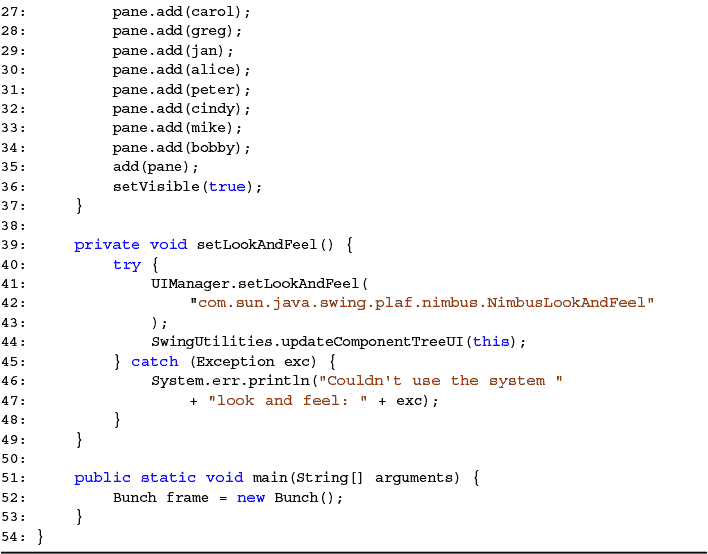 27:         pane.add(carol);
28:         pane.add(greg);
29:         pane.add(jan);
30:         pane.add(alice);
31:         pane.add(peter);
32:         pane.add(cindy);
33:         pane.add(mike);
34:         pane.add(bobby);
35:         add(pane);
36:         setVisible(true);
37:     }
38:
39:     private void setLookAndFeel() {
40:         try {
41:             UIManager.setLookAndFeel(
42:                 "com.sun.java.swing.plaf.nimbus.NimbusLookAndFeel"
43:             );
44:             SwingUtilities.updateComponentTreeUI(this);
45:         } catch (Exception exc) {
46:             System.err.println("Couldn't use the system "
47:                 + "look and feel: " + exc);
48:         }
49:     }
50:
51:     public static void main(String[] arguments) {
52:         Bunch frame = new Bunch();
53:     }
54: }